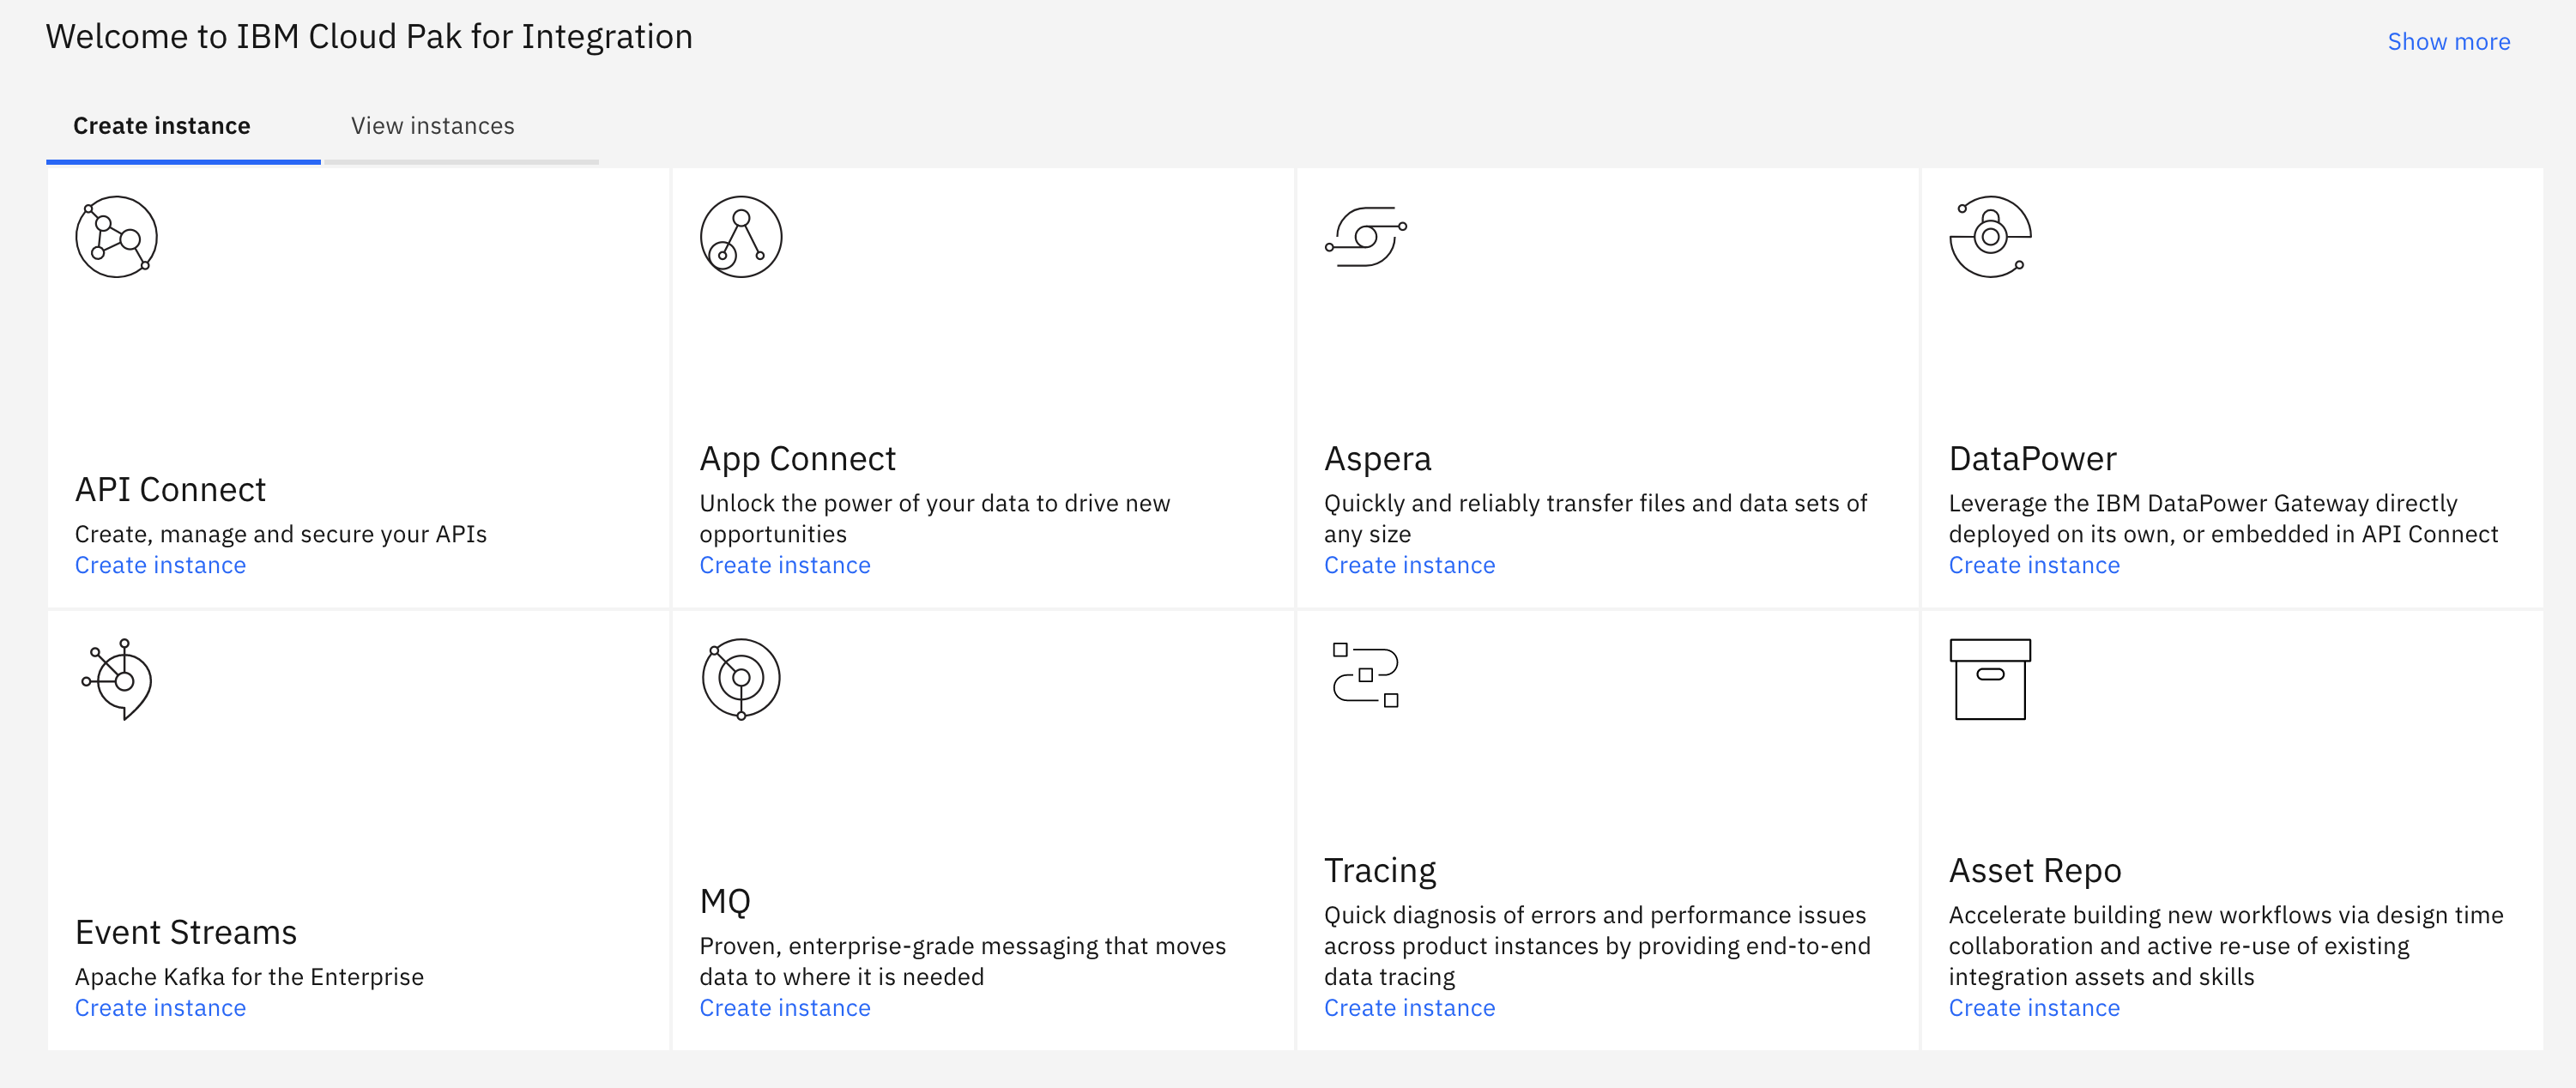 Welcome to IBM Cloud Pak for Integration
Show more
Create instance
View instances
API Connect
Create, manage and secure your APIs
Create instance
App Connect
Unlock the power of your data to drive new
opportunities
Create instance
Aspera
Quickly and reliably transfer files and data sets of
any size
Create instance
DataPower
Leverage the IBM DataPower Gateway directly
deployed on its own, or embedded in API Connect
Create instance
Event Streams
Apache Kafka for the Enterprise
Create instance
MQ
Proven, enterprise-grade messaging that moves
data to where it is needed
Create instance
Tracing
Quick diagnosis of errors and performance issues
across product instances by providing end-to-end
data tracing
Create instance
Asset Repo
Accelerate building new workflows via design time
collaboration and active re-use of existing
integration assets and skills
Create instance